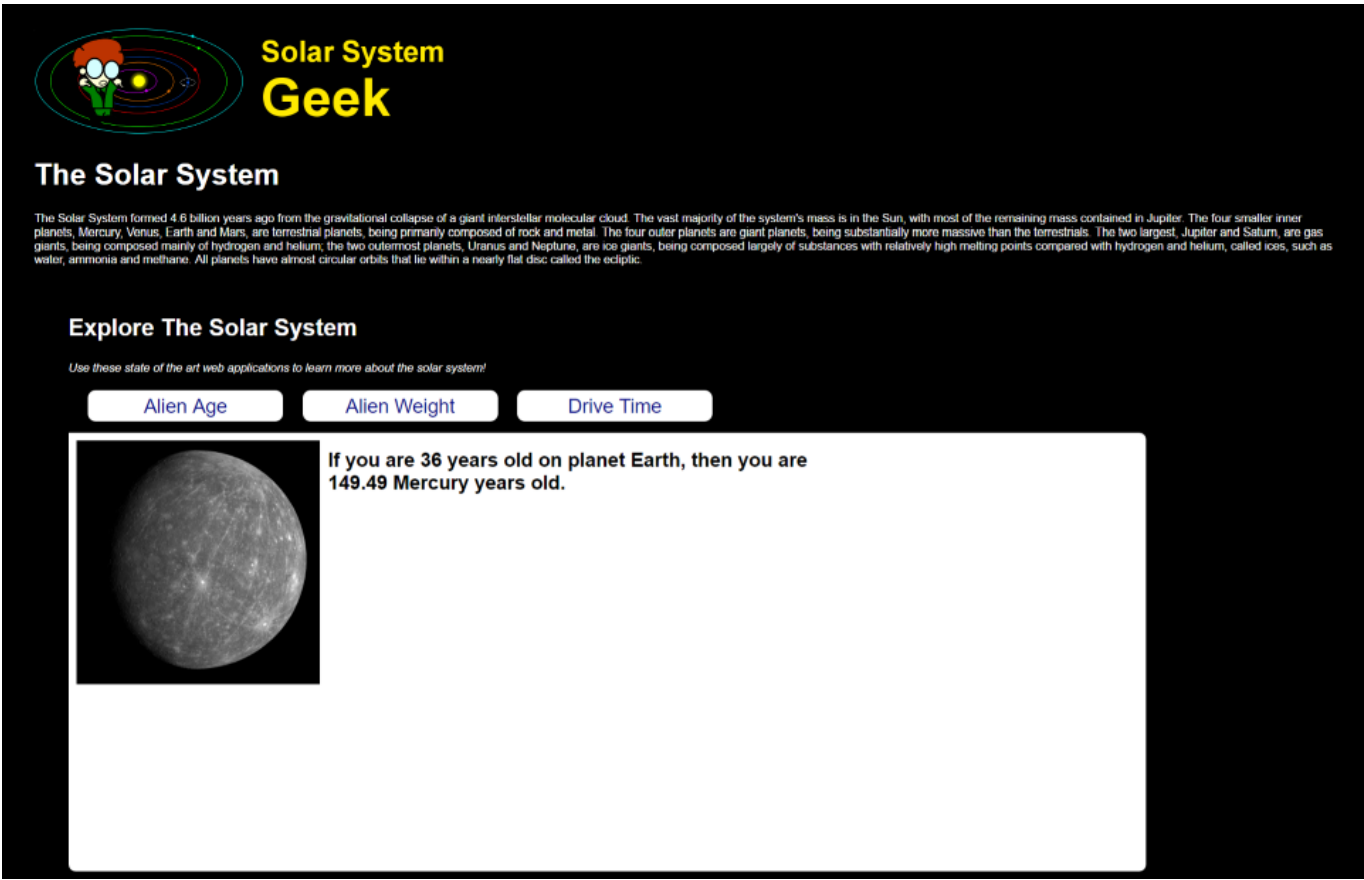 Solar System
Geek
The Solar System
The Solar System formed 4.6 billion years ago from the gravitational collapse of a giant interstellar molecular cloud. The vast majority of the system's mass is in the Sun, with most of the remaining mass contained in Jupiter. The four smaller inner
planets, Mercury, Venus, Earth and Mars, are terrestrial planets, being primarily composed of rock and metal. The four outer planets are giant planets, being substantially more massive than the terrestrials. The two largest, Jupiter and Saturn, are gas
giants, being composed mainly of hydrogen and helium; the two outermost planets, Uranus and Neptune, are ice giants, being composed largely of substances with relatively high melting points compared with hydrogen and helium, called ices, such as
water, ammonia and methane. All planets have almost circular orbits that lie within a nearly flat disc called the ecliptic.
Explore The Solar System
Use these state of the art web applications to learn more about the solar system!
Alien Age
Alien Weight
Drive Time
If you are 36 years old on planet Earth, then you are
149.49 Mercury years old.